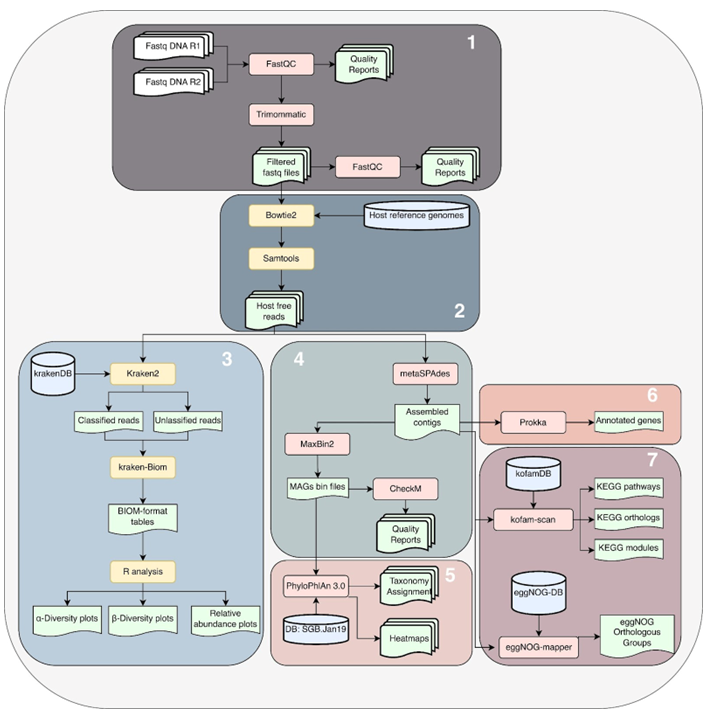 1
Fastq DNA R1
Fastq DNA R2
FastQC
Quality
Reports
Trimommatic
Filtered
fastq files
FastQC
Quality
Reports
Bowtie2
Host reference genomes
Samtools
Host free
reads
2
3
krakenDB
Kraken2
Classified reads
Unlassified reads
kraken-Biom
BIOM-format
tables
R analysis
α-Diversity plots
β-Diversity plots
Relative
abundance plots
4
metaSPAdes
Assembled
contigs
MaxBin2
MAGs bin files
CheckM
Quality
Reports
5
PhyloPhlAn 3.0
Taxonomy
Assignment
DB: SGB.Jan19
Heatmaps
6
Prokka
Annotated genes
7
kofamDB
kofam-scan
KEGG pathways
KEGG orthologs
KEGG modules
eggNOG-DB
eggNOG-mapper
eggNOG
Orthologous
Groups